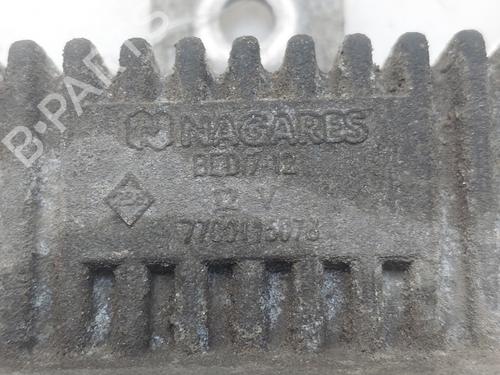 NAGARES
BED/7-12
12 V
7700115078
B-PARTS